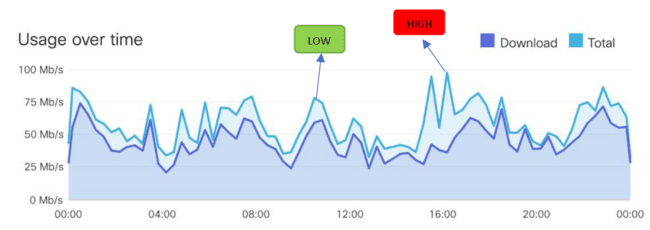 HIGH
LOW
Usage over time
Download
Total
100 Mb/s
75 Mb/s
50 Mb/s
25 Mb/s
0 Mb/s
00:00 04:00 08:00 12:00 16:00 20:00 00:00